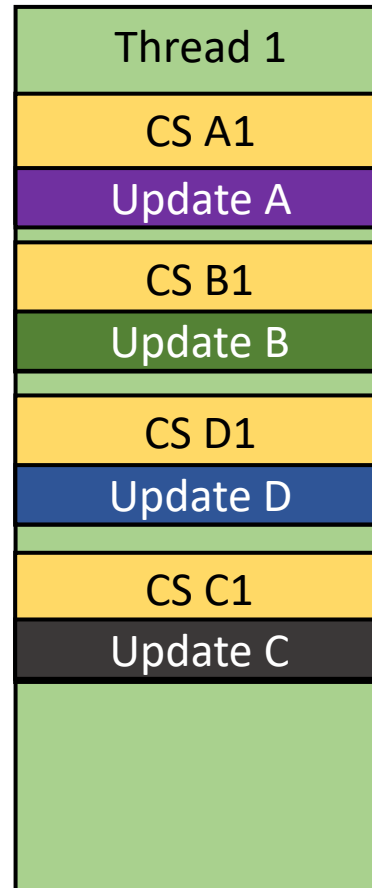 Thread 1
CS A1
Update A
CS B1
Update B
CS D1
Update D
CS C1
Update C